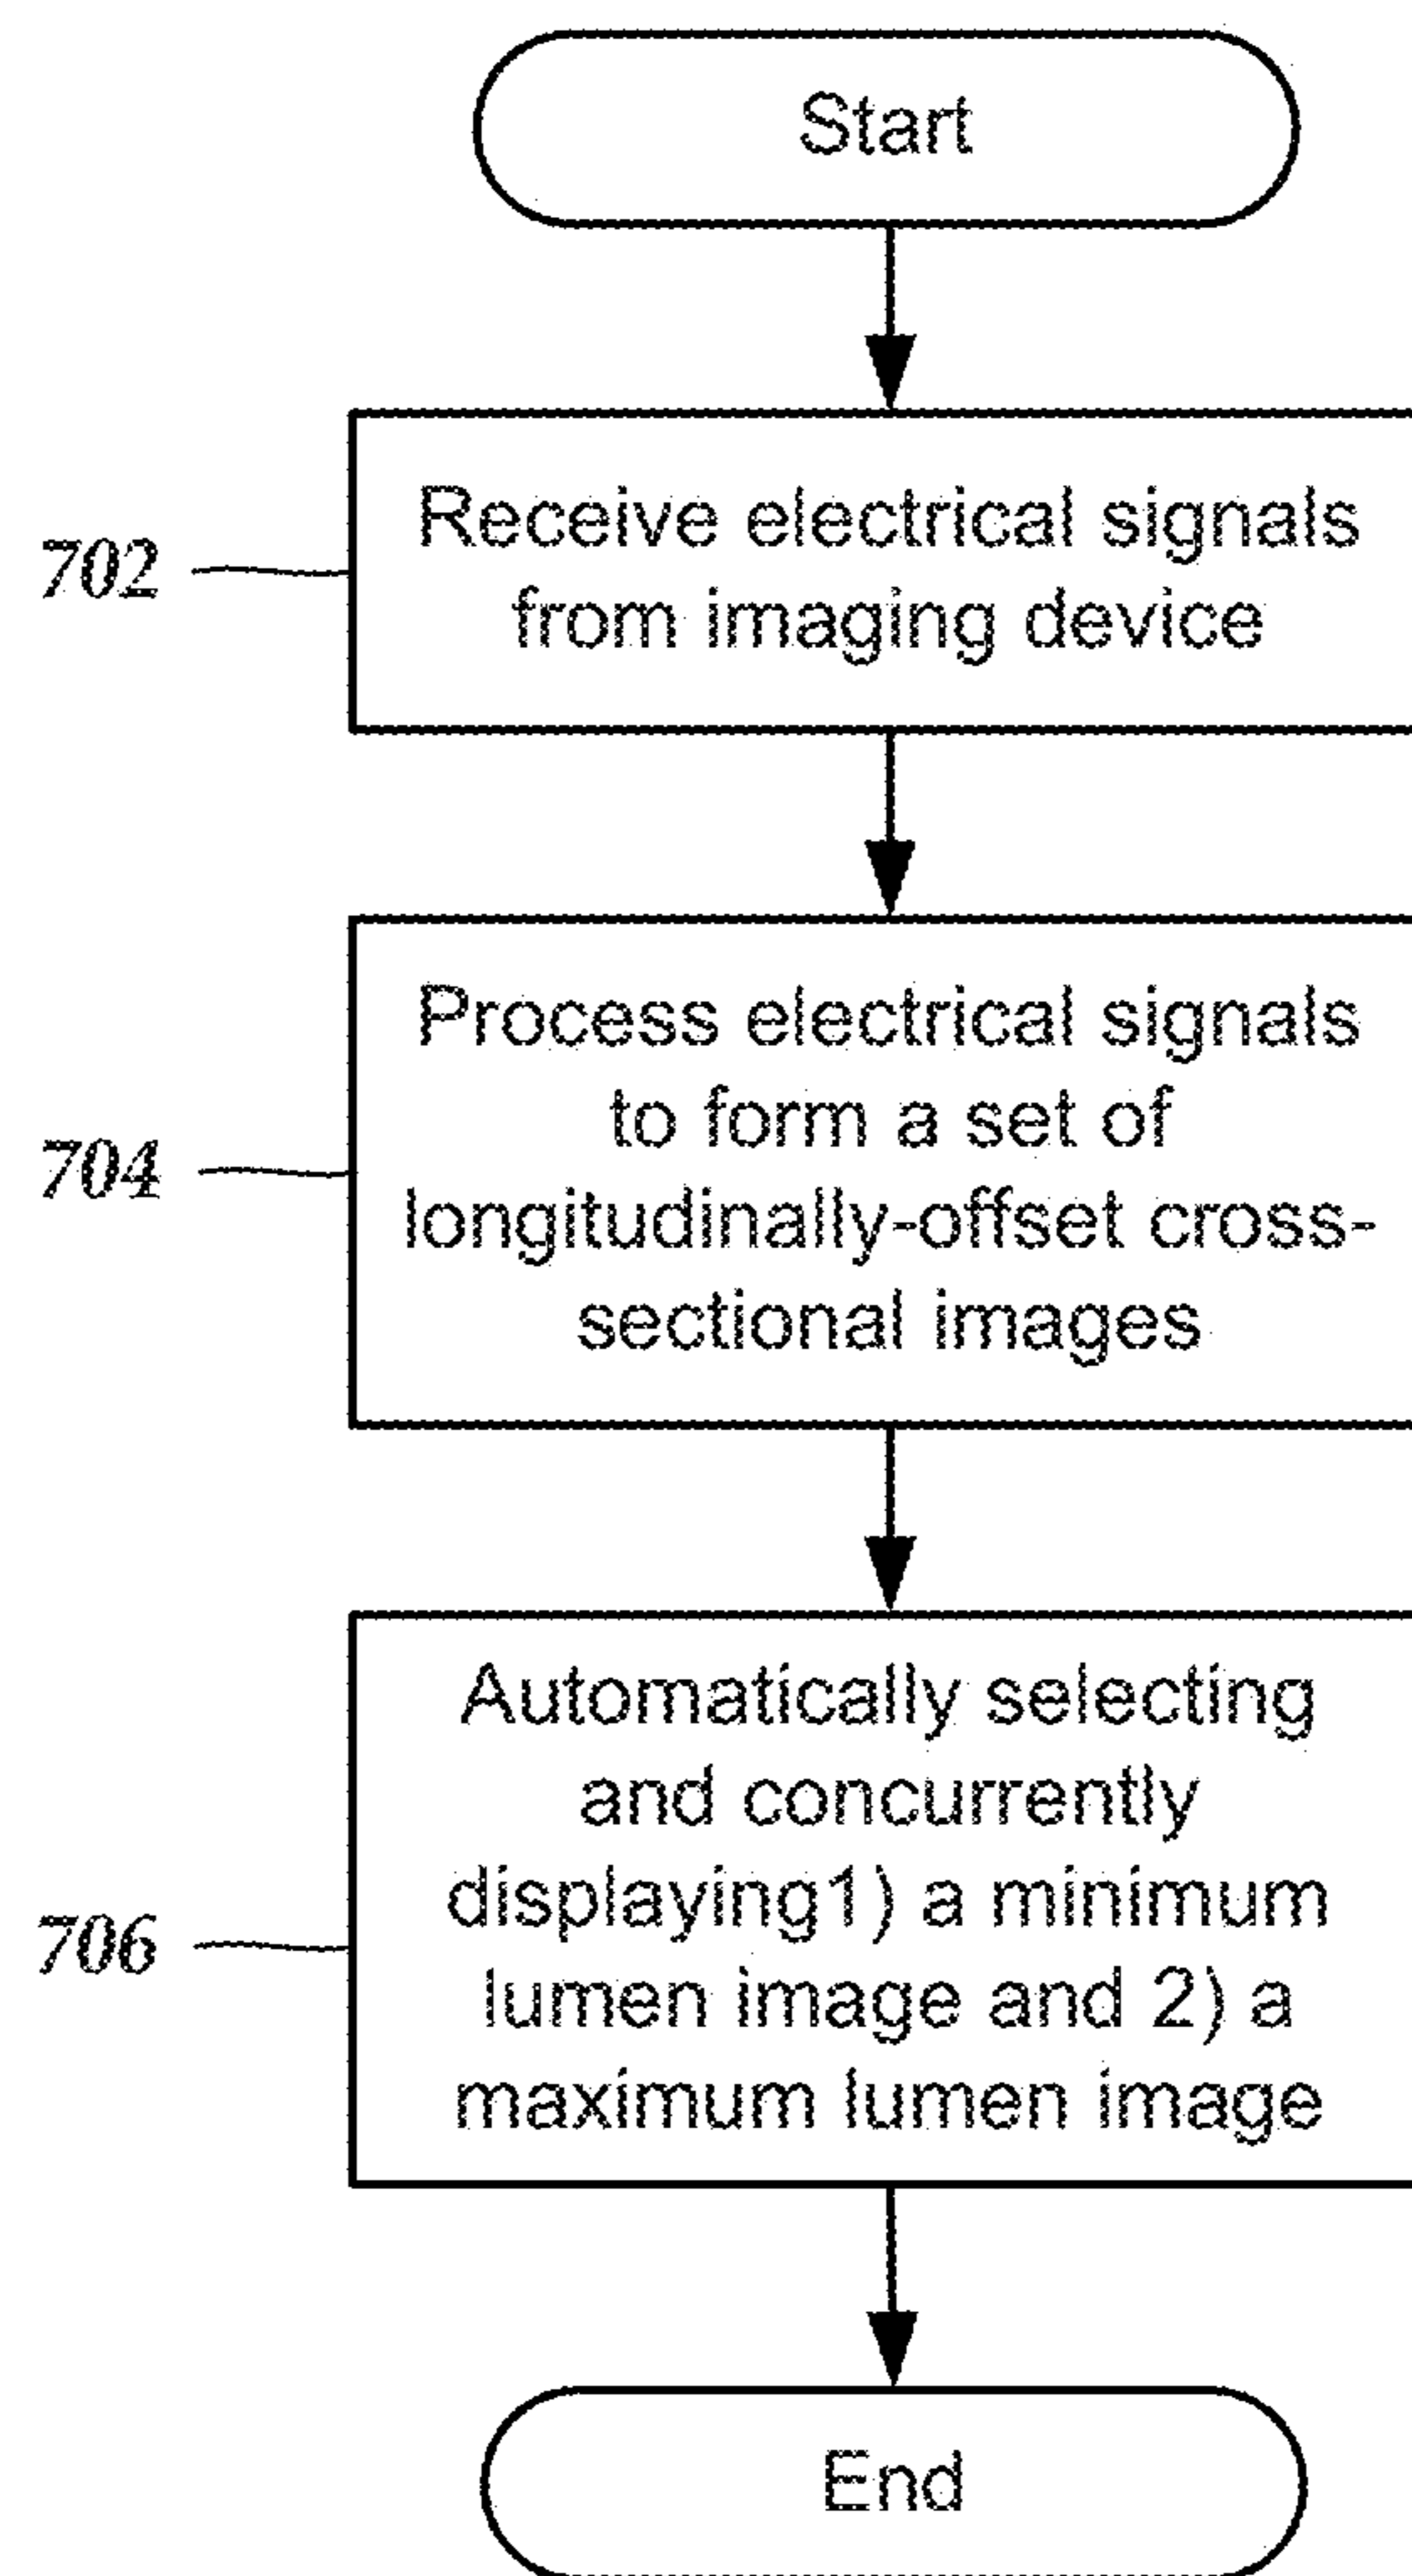 Start
702
Receive electrical signals
from imaging device
704
Process electrical signals
to form a set of
longitudinally-offset cross-
sectional images
706
Automatically selecting
and concurrently
displaying1) a minimum
lumen image and 2) a
maximum lumen image
End